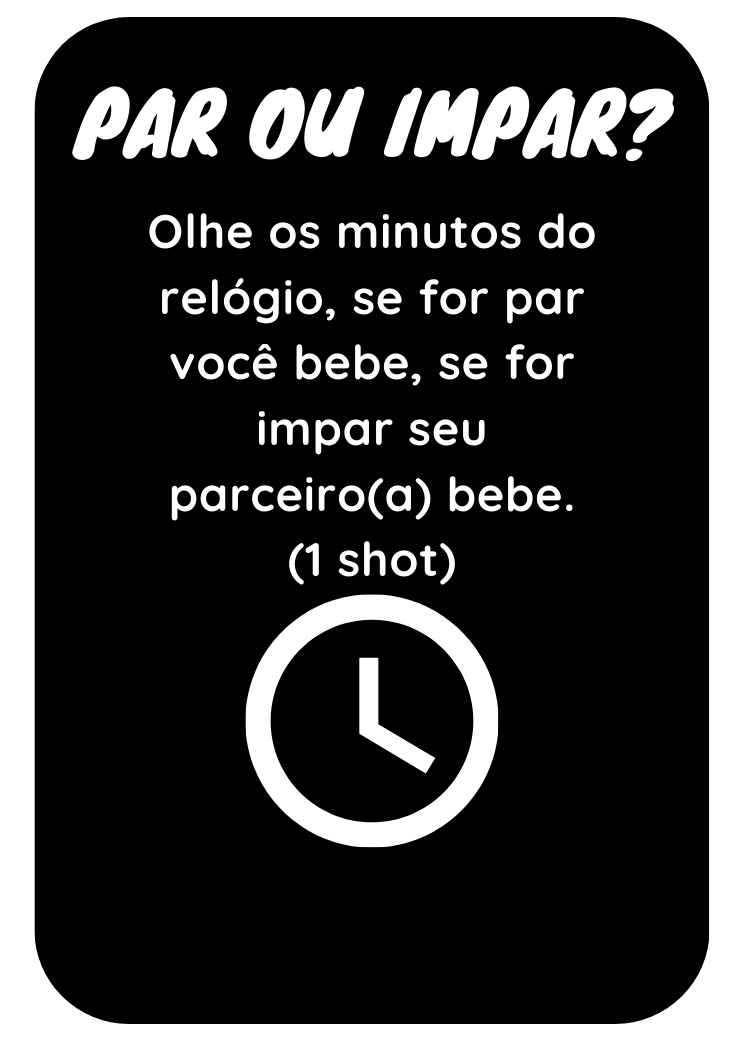 PAR OU IMPAR?
Olhe os minutos do
relógio, se for par
você bebe, se for
impar seu
parceiro(a) bebe.
(1 shot)